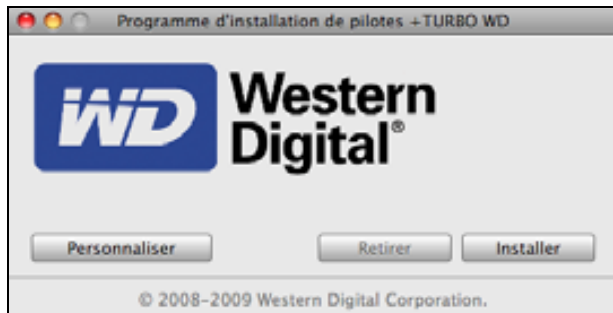 Programme d'installation de pilotes +TURBO WD
WD
Western
Digital®
Personnaliser
Retirer
Installer
© 2008-2009 Western Digital Corporation.